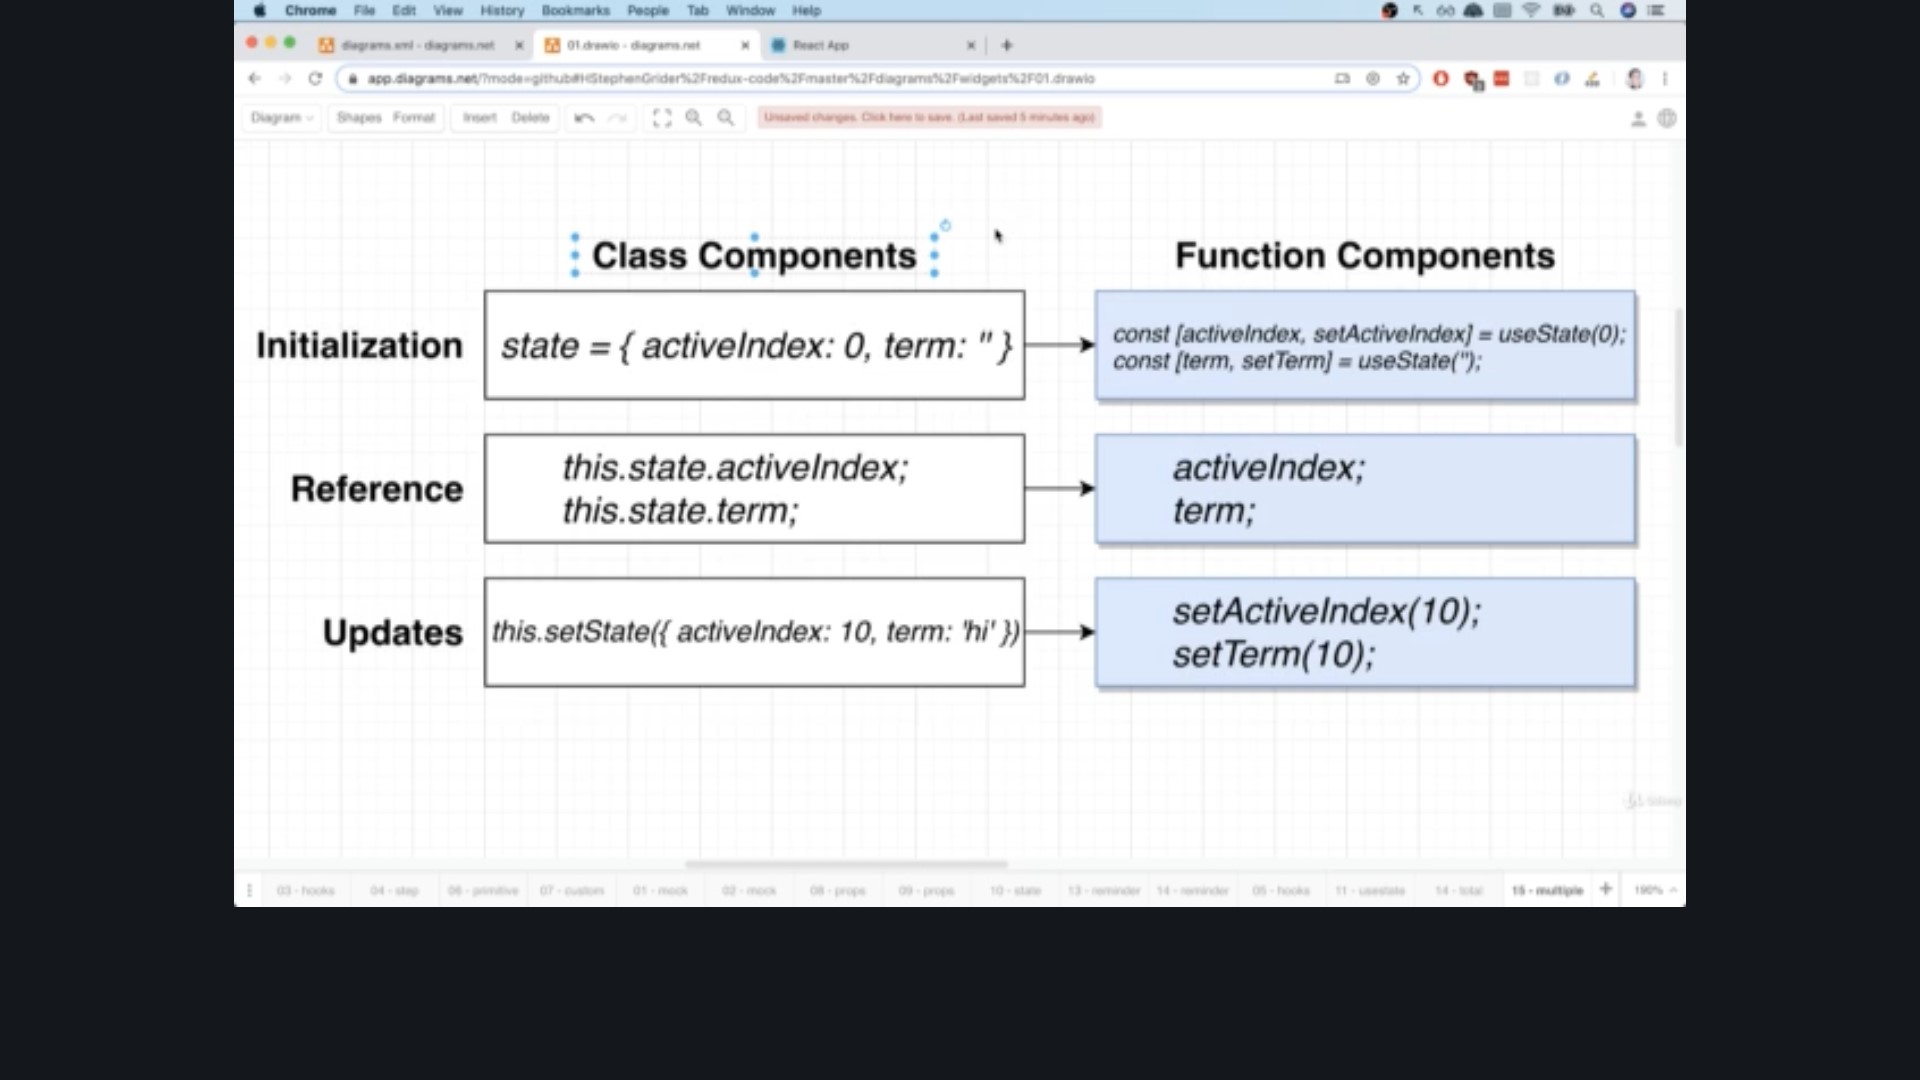 Chrome File Edit View History Bookmarks People Tab Window Help
diagrams.xml - diagrams.net
01.drawio - diagrams.net
React App
app.diagrams.net/?mode=github#HStephenGrider%2Fredux-code%2Fmaster%2Fdiagrams%2Fwidgets%2F01.drawio
Diagram Shapes Format Insert Delete Unsaved changes. Click here to save. (Last saved 5 minutes ago)
Class Components Function Components
Initialization
state = { activeIndex: 0, term: '' }
const [activeIndex, setActiveIndex] = useState(0);
const [term, setTerm] = useState('');
Reference
this.state.activeIndex;
this.state.term;
activeIndex;
term;
Updates
this.setState({ activeIndex: 10, term: 'hi' })
setActiveIndex(10);
setTerm(10);
03 - hooks 04 - step 06 - primitive 07 - custom 01 - mock 02 - mock 08 - props 09 - props 10 - state 13 - reminder 14 - reminder 05 - hooks 11 - usestate 14 - total 15 - multiple 190%